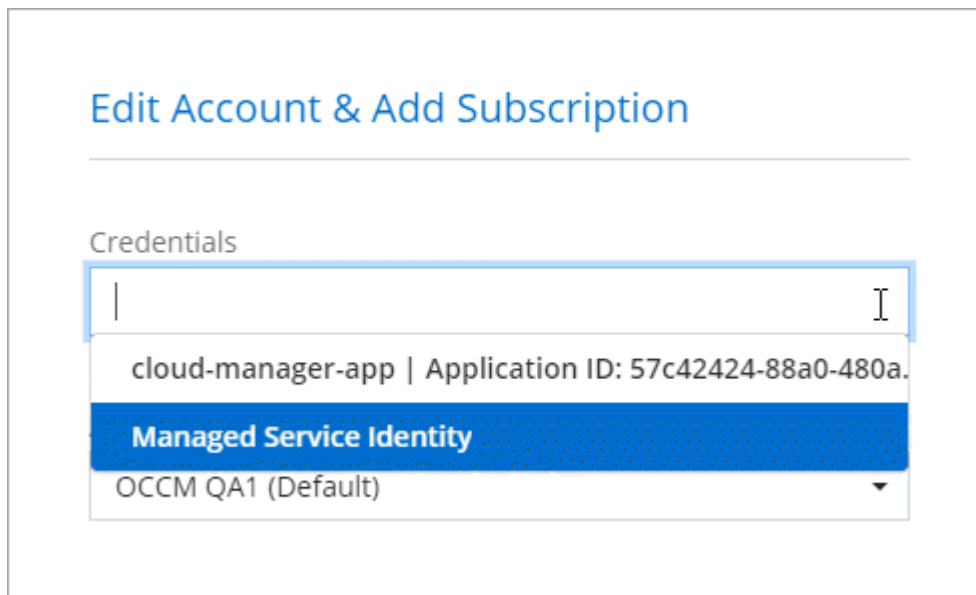 Edit Account & Add Subscription
Credentials
cloud-manager-app | Application ID: 57c42424-88a0-480a.
Managed Service Identity
OCCM QA1 (Default)